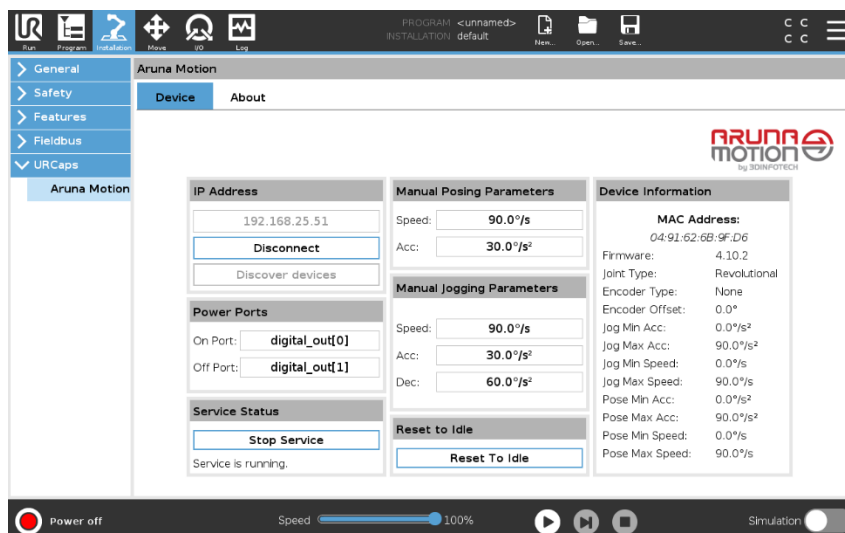 PROGRAM <unnamed>
INSTALLATION default
C C
C C
Run Program Installation Move I/O Log New... Open... Save...
General
Safety
Features
Fieldbus
URCaps
Aruna Motion
Aruna Motion
Device About
ARUNA
MOTION
by 3DINFOTECH
IP Address
192.168.25.51
Disconnect
Discover devices
Power Ports
On Port: digital_out[0]
Off Port: digital_out[1]
Service Status
Stop Service
Service is running.
Manual Posing Parameters
Speed: 90.0°/s
Acc: 30.0°/s²
Manual Jogging Parameters
Speed: 90.0°/s
Acc: 30.0°/s²
Dec: 60.0°/s²
Reset to Idle
Reset To Idle
Device Information
MAC Address:
04:91:62:6B:9F:D6
Firmware: 4.10.2
Joint Type: Revolutional
Encoder Type: None
Encoder Offset: 0.0°
Jog Min Acc: 0.0°/s²
Jog Max Acc: 90.0°/s²
Jog Min Speed: 0.0°/s
Jog Max Speed: 90.0°/s
Pose Min Acc: 0.0°/s²
Pose Max Acc: 90.0°/s²
Pose Min Speed: 0.0°/s
Pose Max Speed: 90.0°/s
Power off
Speed 100%
Simulation